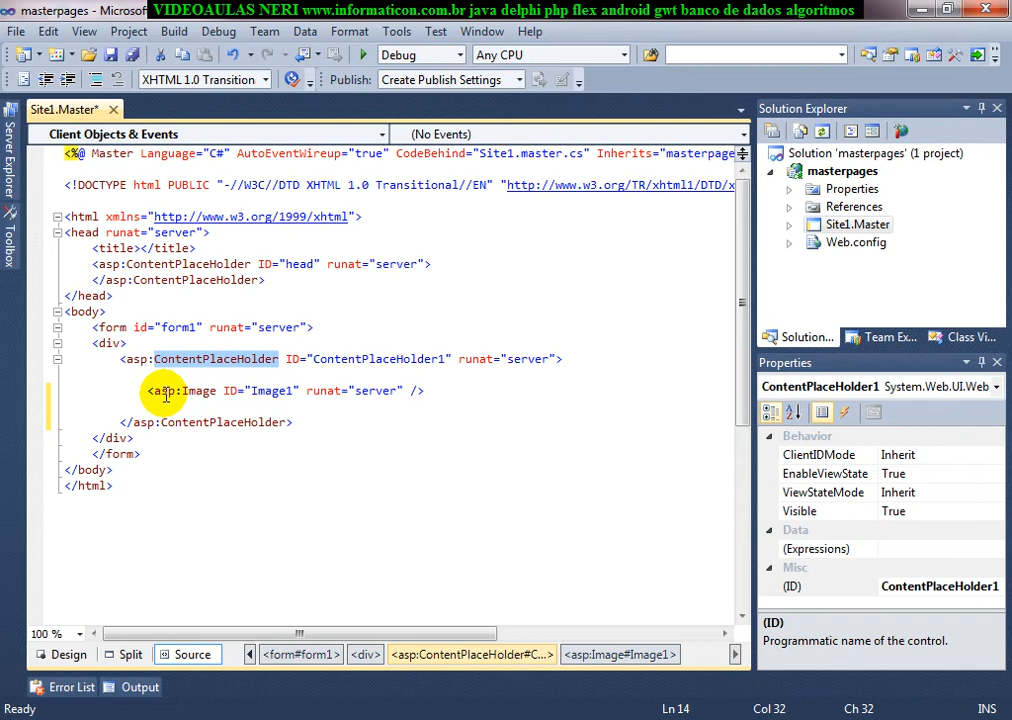 masterpages - Microsof
VIDEOAULAS NERI www.informaticon.com.br java delphi php flex android gwt banco de dados algoritmos
File Edit View Project Build Debug Team Data Format Tools Test Window Help
Debug Any CPU
XHTML 1.0 Transition Publish: Create Publish Settings
Server Explorer
Toolbox
Site1.Master*
Client Objects & Events (No Events)
<%@ Master Language="C#" AutoEventWireup="true" CodeBehind="Site1.master.cs" Inherits="masterpage
<!DOCTYPE html PUBLIC "-//W3C//DTD XHTML 1.0 Transitional//EN" "http://www.w3.org/TR/xhtml1/DTD/x
<html xmlns="http://www.w3.org/1999/xhtml">
<head runat="server">
<title></title>
<asp:ContentPlaceHolder ID="head" runat="server">
</asp:ContentPlaceHolder>
</head>
<body>
<form id="form1" runat="server">
<div>
<asp:ContentPlaceHolder ID="ContentPlaceHolder1" runat="server">
<asp:Image ID="Image1" runat="server" />
</asp:ContentPlaceHolder>
</div>
</form>
</body>
</html>
100 %
Design Split Source <form#form1> <div> <asp:ContentPlaceHolder#C...> <asp:Image#Image1>
Solution Explorer
Solution 'masterpages' (1 project)
masterpages
Properties
References
Site1.Master
Web.config
Solution... Team Ex... Class Vi...
Properties
ContentPlaceHolder1 System.Web.UI.Web
Behavior
ClientIDMode Inherit
EnableViewState True
ViewStateMode Inherit
Visible True
Data
(Expressions)
Misc
(ID) ContentPlaceHolder1
(ID)
Programmatic name of the control.
Error List Output
Ready Ln 14 Col 32 Ch 32 INS